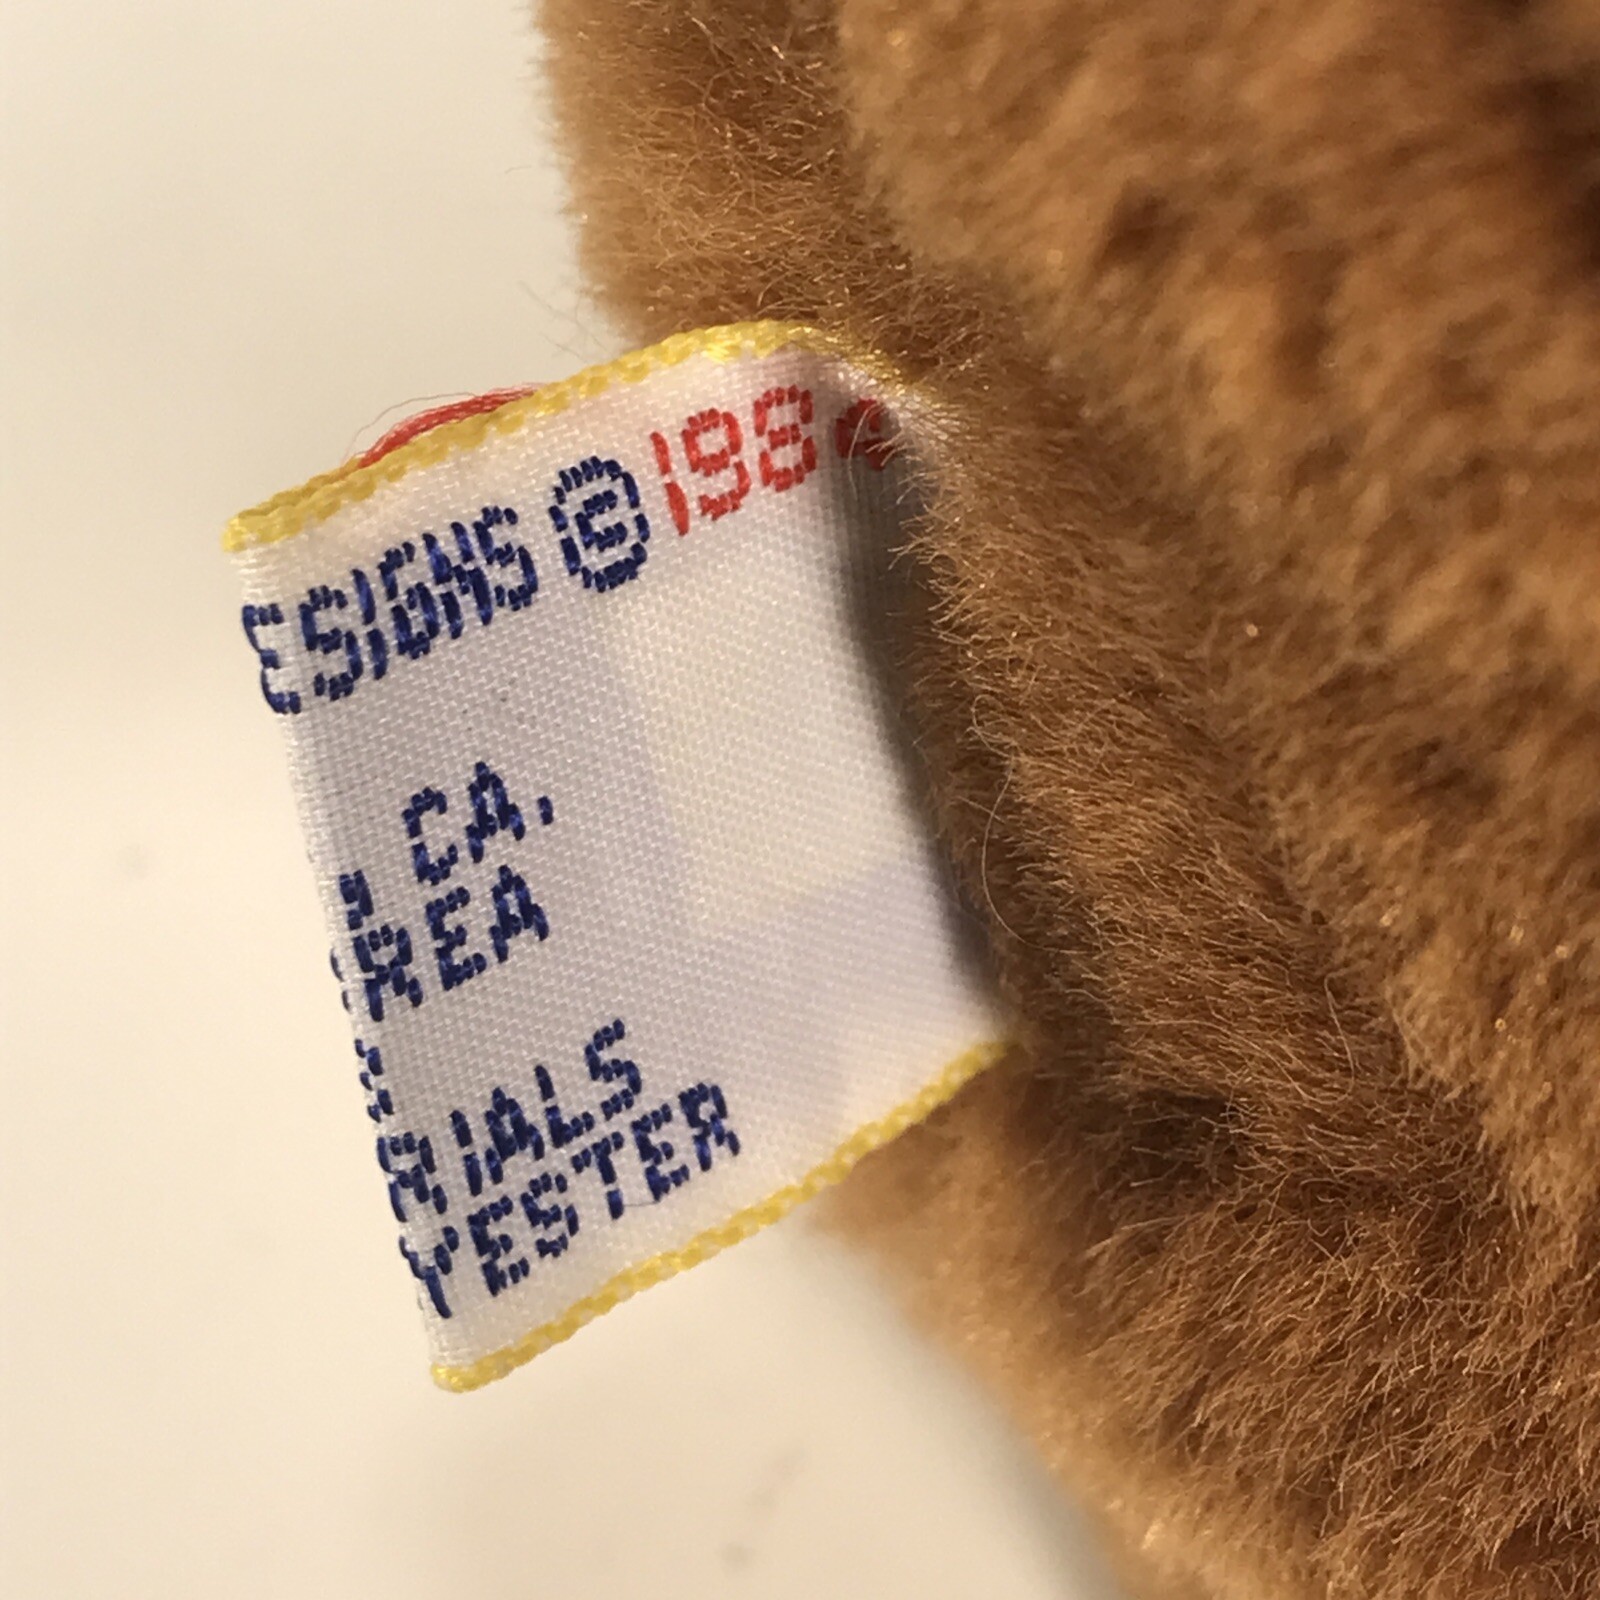 ESIGNS © 198
, CA.
REA
RIALS
YESTER